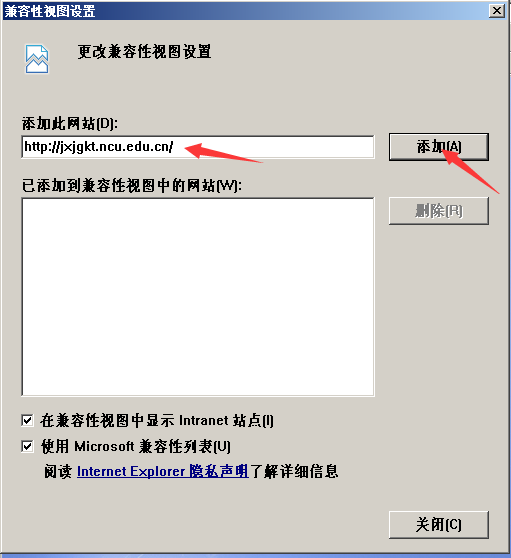 兼容性视图设置
更改兼容性视图设置
添加此网站(D):
http://jxjgkt.ncu.edu.cn/
添加(A)
已添加到兼容性视图中的网站(W):
删除(R)
在兼容性视图中显示 Intranet 站点(I)
使用 Microsoft 兼容性列表(U)
阅读 Internet Explorer 隐私声明了解详细信息
关闭(C)